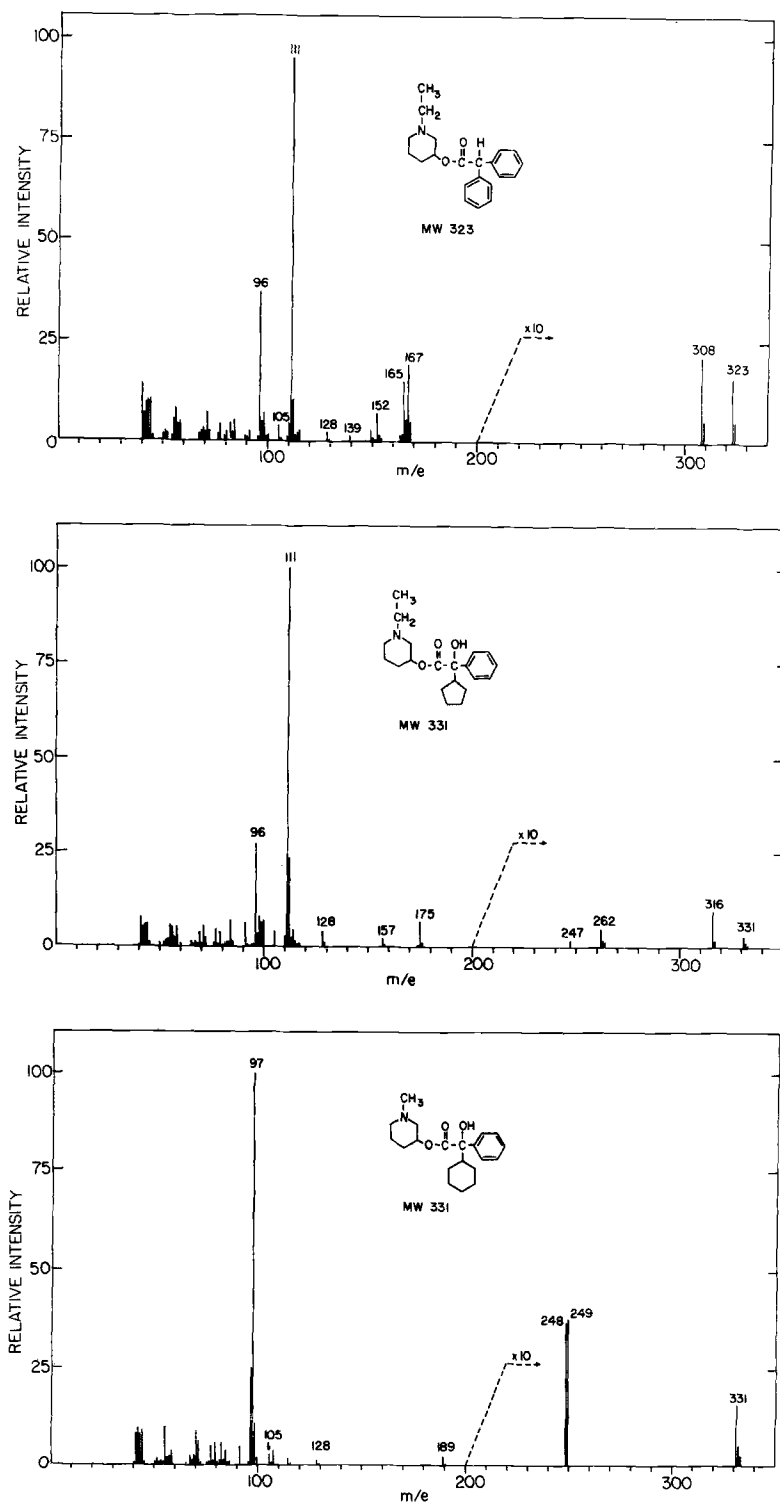 100
75
50
25
0
RELATIVE INTENSITY
111
CH3
CH2
N
O
O
C
H
C
MW 323
96
105
128
139
152
165
167
x10
308
323
100
200
300
m/e
100
75
50
25
0
RELATIVE INTENSITY
111
CH3
CH2
N
O
O
C
OH
C
MW 331
96
128
157
175
x10
247
262
316
331
100
200
300
m/e
100
75
50
25
0
RELATIVE INTENSITY
97
CH3
N
O
O
C
OH
C
MW 331
105
128
189
x10
248
249
331
100
200
300
m/e